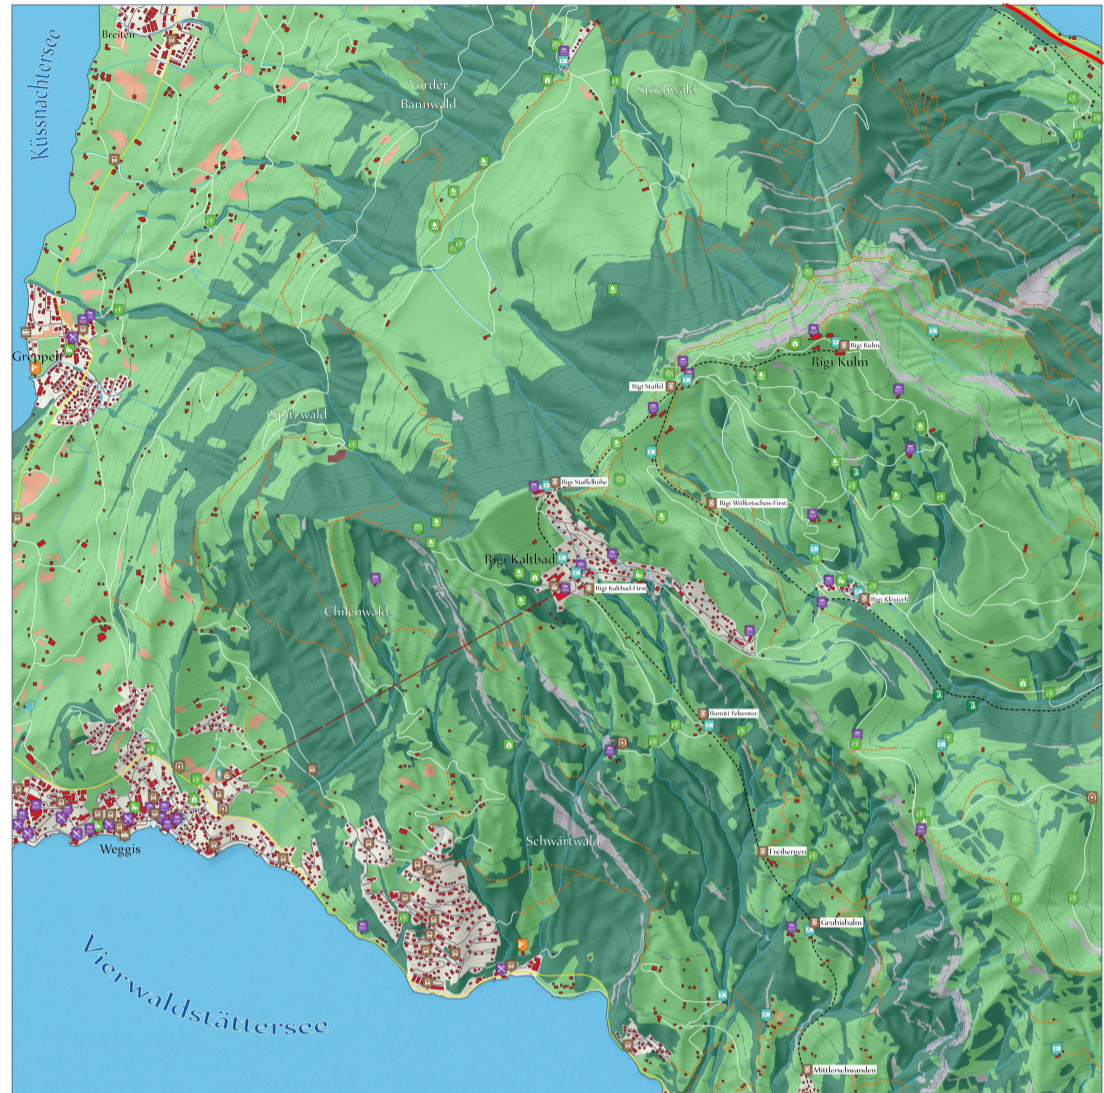 Breiten
Küssnachtersee
Vorder
Bannwald
Stockwald
Rigi Kulm
Rigi Kulm
Greppen
Rigi Staffel
Spitzwald
Rigi Staffelhöhe
Rigi Wölfertschen-First
Rigi Kaltbad
Rigi Kaltbad-First
Rigi Klösterli
Chilenwald
Romiti Felsentor
Schwärtwald
Weggis
Freibergen
Grubisbalm
Vierwaldstättersee
Mittlerschwanden